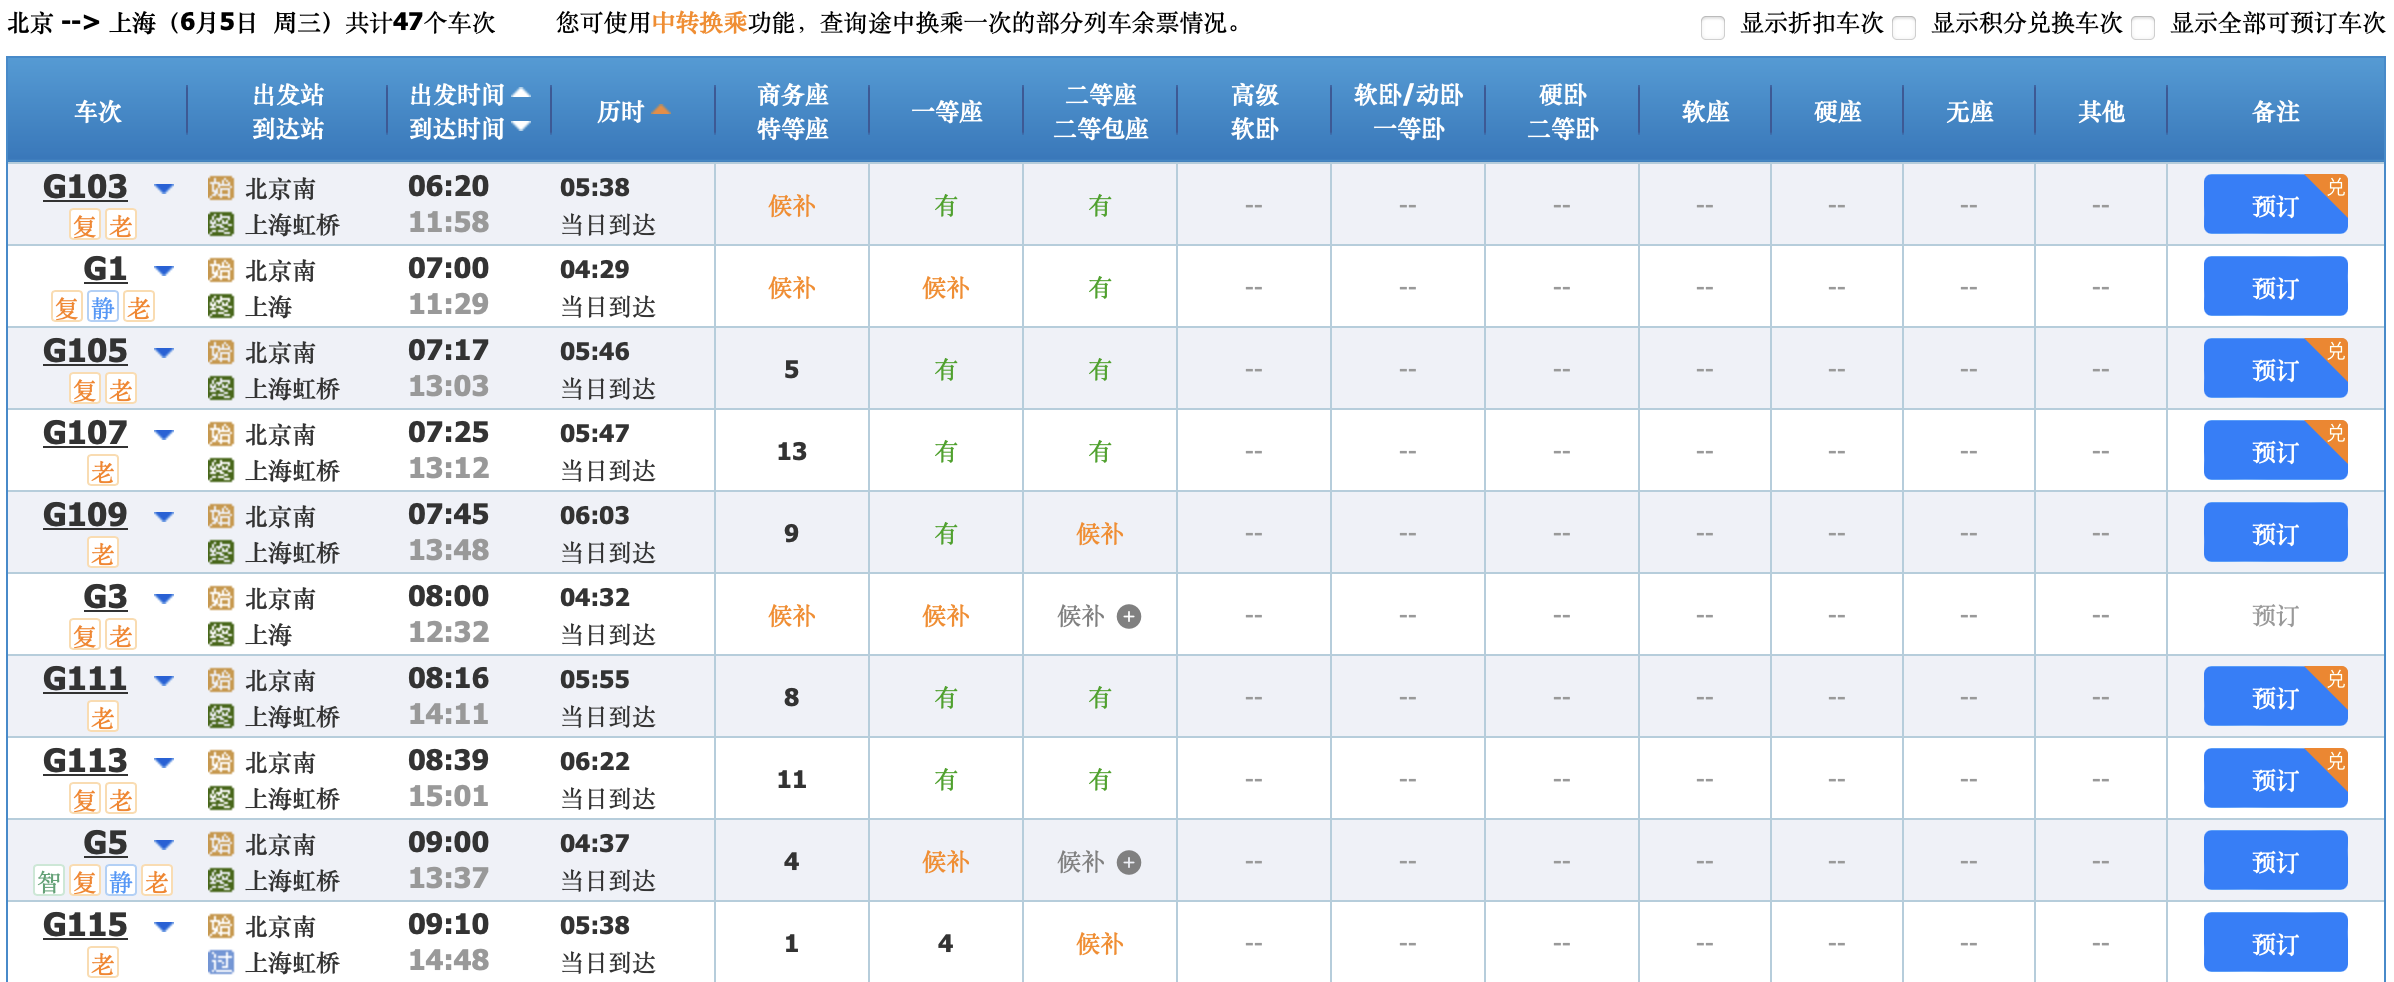 北京 --> 上海（6月5日 周三）共计47个车次 您可使用中转换乘功能，查询途中换乘一次的部分列车余票情况。 显示折扣车次 显示积分兑换车次 显示全部可预订车次
车次 出发站 到达站 出发时间 到达时间 历时 商务座 特等座 一等座 二等座 二等包座 高级 软卧 软卧/动卧 一等卧 硬卧 二等卧 软座 硬座 无座 其他 备注
G103 始 北京南 06:20 05:38 候补 有 有 -- -- -- -- -- -- -- 预订 兑
复 老 终 上海虹桥 11:58 当日到达
G1 始 北京南 07:00 04:29 候补 候补 有 -- -- -- -- -- -- -- 预订
复 静 老 终 上海 11:29 当日到达
G105 始 北京南 07:17 05:46 5 有 有 -- -- -- -- -- -- -- 预订 兑
复 老 终 上海虹桥 13:03 当日到达
G107 始 北京南 07:25 05:47 13 有 有 -- -- -- -- -- -- -- 预订 兑
老 终 上海虹桥 13:12 当日到达
G109 始 北京南 07:45 06:03 9 有 候补 -- -- -- -- -- -- -- 预订
老 终 上海虹桥 13:48 当日到达
G3 始 北京南 08:00 04:32 候补 候补 候补 + -- -- -- -- -- -- -- 预订
复 老 终 上海 12:32 当日到达
G111 始 北京南 08:16 05:55 8 有 有 -- -- -- -- -- -- -- 预订 兑
老 终 上海虹桥 14:11 当日到达
G113 始 北京南 08:39 06:22 11 有 有 -- -- -- -- -- -- -- 预订 兑
复 老 终 上海虹桥 15:01 当日到达
G5 始 北京南 09:00 04:37 4 候补 候补 + -- -- -- -- -- -- -- 预订
智 复 静 老 终 上海虹桥 13:37 当日到达
G115 始 北京南 09:10 05:38 1 4 候补 -- -- -- -- -- -- -- 预订
老 过 上海虹桥 14:48 当日到达